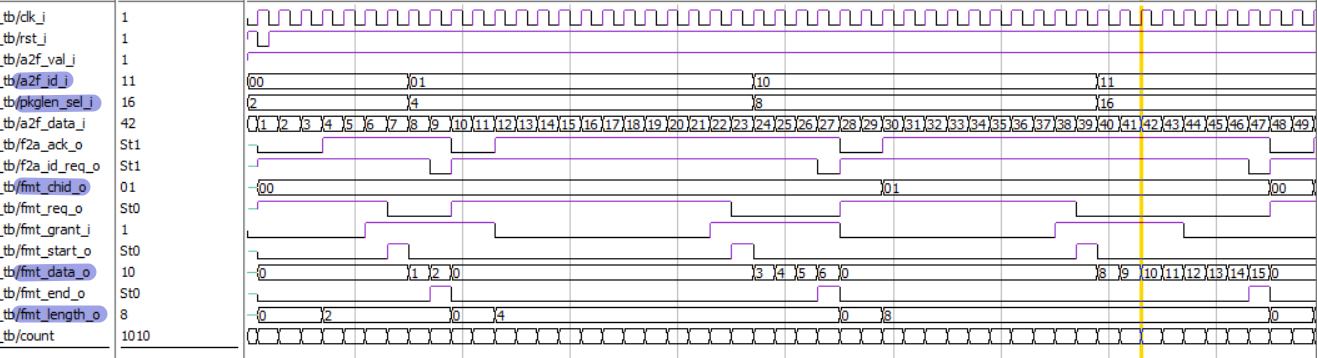 _tb/clk_i 1
_tb/rst_i 1
_tb/a2f_val_i 1
_tb/a2f_id_i 11 00 01 10 11
_tb/pkglen_sel_i 16 2 4 8 16
_tb/a2f_data_i 42 1 2 3 4 5 6 7 8 9 10 11 12 13 14 15 16 17 18 19 20 21 22 23 24 25 26 27 28 29 30 31 32 33 34 35 36 37 38 39 40 41 42 43 44 45 46 47 48 49
_tb/f2a_ack_o St1
_tb/f2a_id_req_o St1
_tb/fmt_chid_o 01 00 01 00
_tb/fmt_req_o St0
_tb/fmt_grant_i 1
_tb/fmt_start_o St0
_tb/fmt_data_o 10 0 1 2 0 3 4 5 6 0 8 9 10 11 12 13 14 15 0
_tb/fmt_end_o St0
_tb/fmt_length_o 8 0 2 0 4 0 8 0
_tb/count 1010